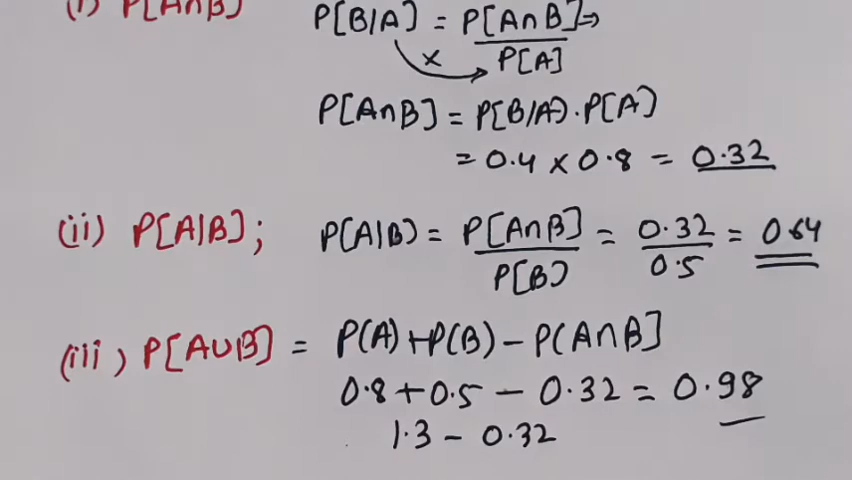 (i) P[A∩B] P[B/A] = P[A∩B] ⇒
× P[A]
P[A∩B] = P[B/A) . P[A]
= 0.4 × 0.8 = 0.32
(ii) P[A|B]; P[A|B) = P[A∩B] = 0.32 = 0.64
P[B) 0.5
(iii) P[A∪B] = P(A)+P(B) - P(A∩B]
0.8 + 0.5 - 0.32 = 0.98
1.3 - 0.32